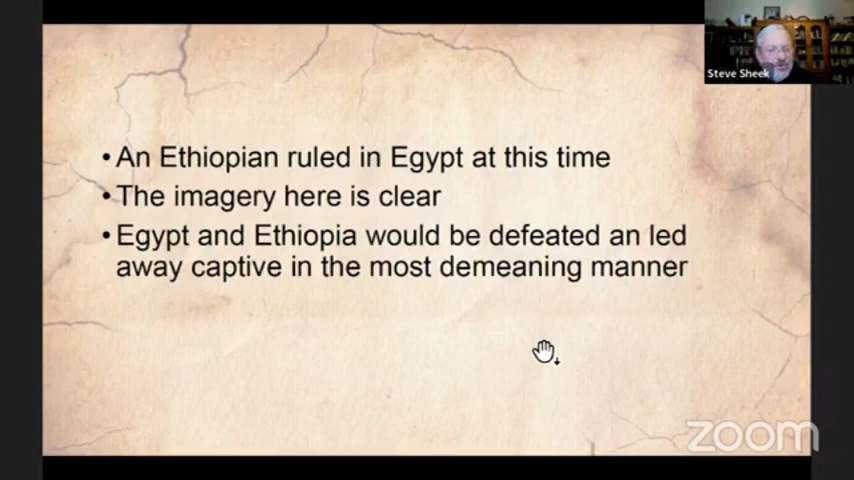 Steve Sheek
• An Ethiopian ruled in Egypt at this time
• The imagery here is clear
• Egypt and Ethiopia would be defeated an led
away captive in the most demeaning manner
zoom